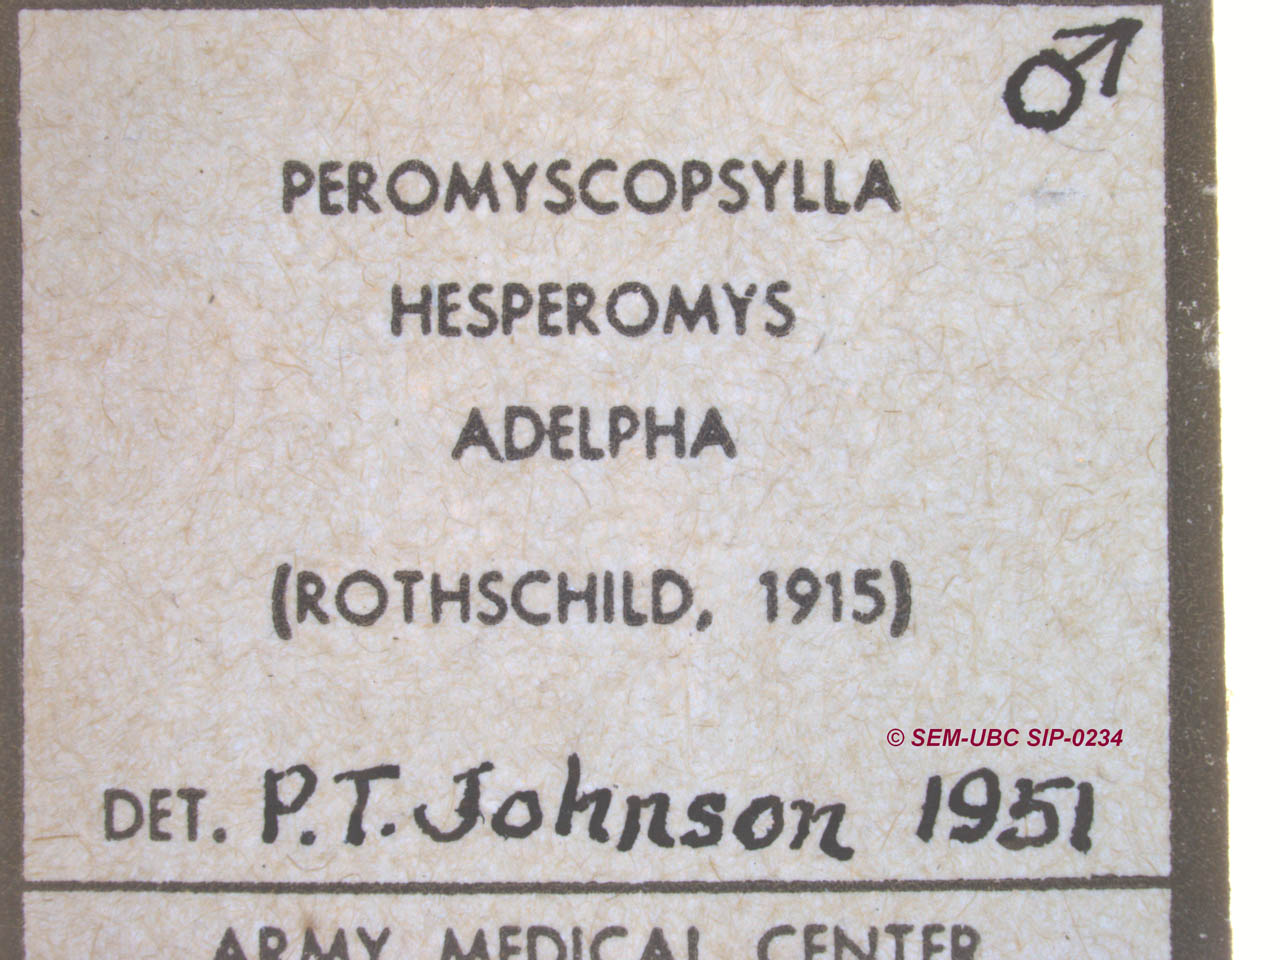 ♂
PEROMYSCOPSYLLA
HESPEROMYS
ADELPHA
(ROTHSCHILD, 1915)
© SEM-UBC SIP-0234
DET. P.T. Johnson 1951
ARMY MEDICAL CENTER